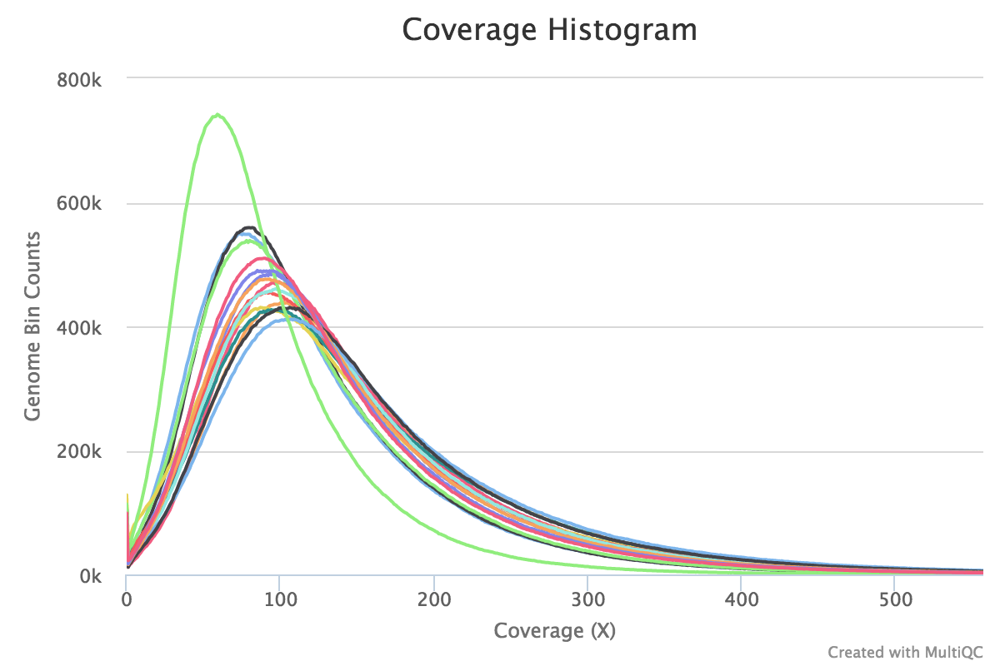 Coverage Histogram
800k
600k
400k
200k
0k
Genome Bin Counts
0
100
200
300
400
500
Coverage (X)
Created with MultiQC